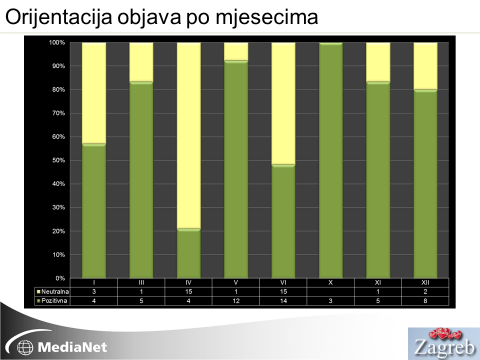 Orijentacija objava po mjesecima
100%
90%
80%
70%
60%
50%
40%
30%
20%
10%
0%
I III IV V VI X XI XII
Neutralna 3 1 15 1 15 1 2
Pozitivna 4 5 4 12 14 3 5 8
MediaNet
Zagreb